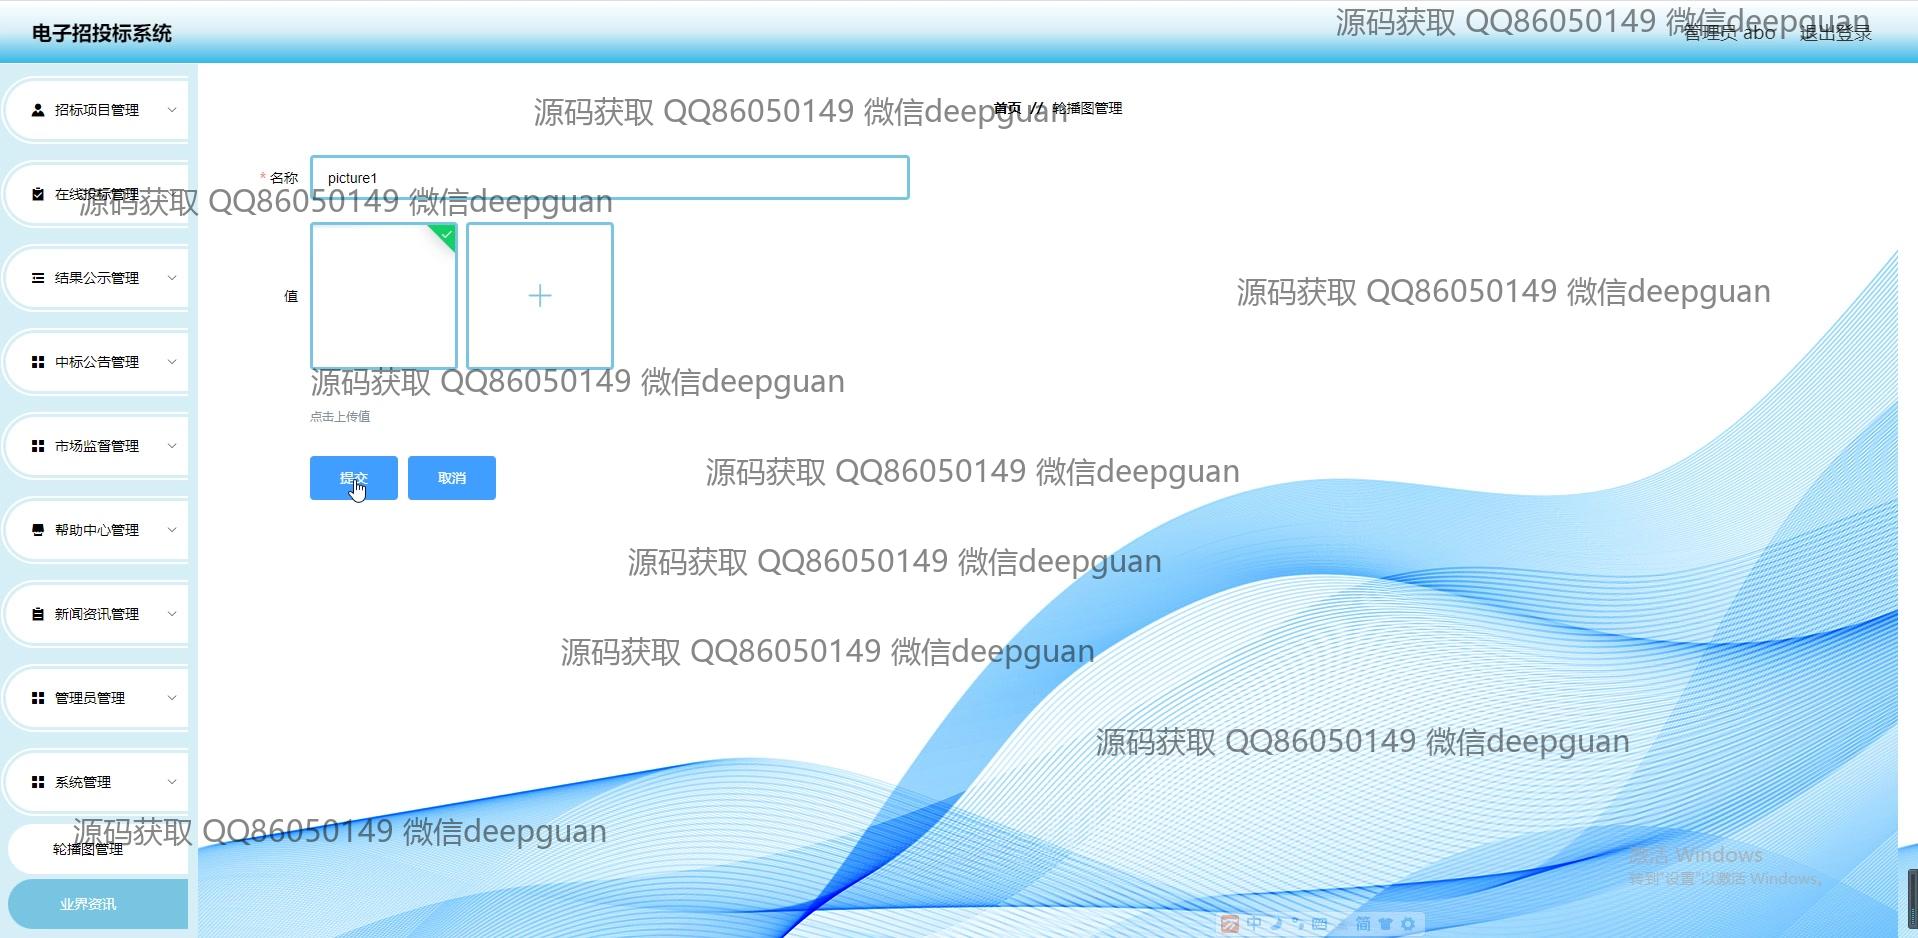 电子招投标系统
源码获取 QQ86050149 微信deepguan
管理员 abo
退出登录
招标项目管理
源码获取 QQ86050149 微信deepguan
首页 // 轮播图管理
* 名称
picture1
在线投标管理
源码获取 QQ86050149 微信deepguan
结果公示管理
值
源码获取 QQ86050149 微信deepguan
中标公告管理
源码获取 QQ86050149 微信deepguan
点击上传值
市场监督管理
提交
取消
源码获取 QQ86050149 微信deepguan
帮助中心管理
源码获取 QQ86050149 微信deepguan
新闻资讯管理
源码获取 QQ86050149 微信deepguan
管理员管理
源码获取 QQ86050149 微信deepguan
系统管理
源码获取 QQ86050149 微信deepguan
轮播图管理
激活 Windows
转到"设置"以激活 Windows。
业界资讯
中
简